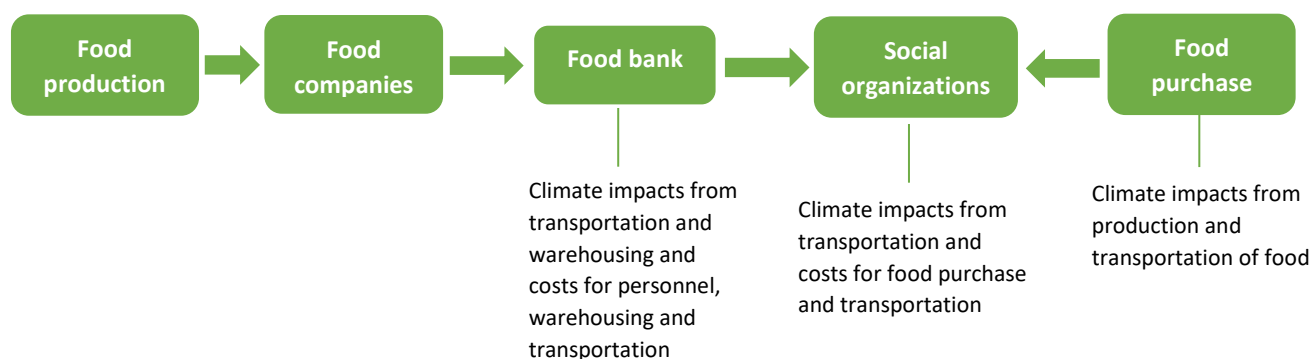 Food
production
Food
companies
Food bank
Social
organizations
Food
purchase
Climate impacts from
transportation and
warehousing and
costs for personnel,
warehousing and
transportation
Climate impacts from
transportation and
costs for food purchase
and transportation
Climate impacts from
production and
transportation of food